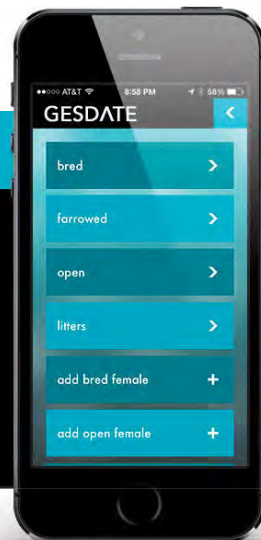 AT&T 8:58 PM 58%
GESDATE
bred
farrowed
open
litters
add bred female
add open female